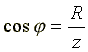 cos φ = R/z